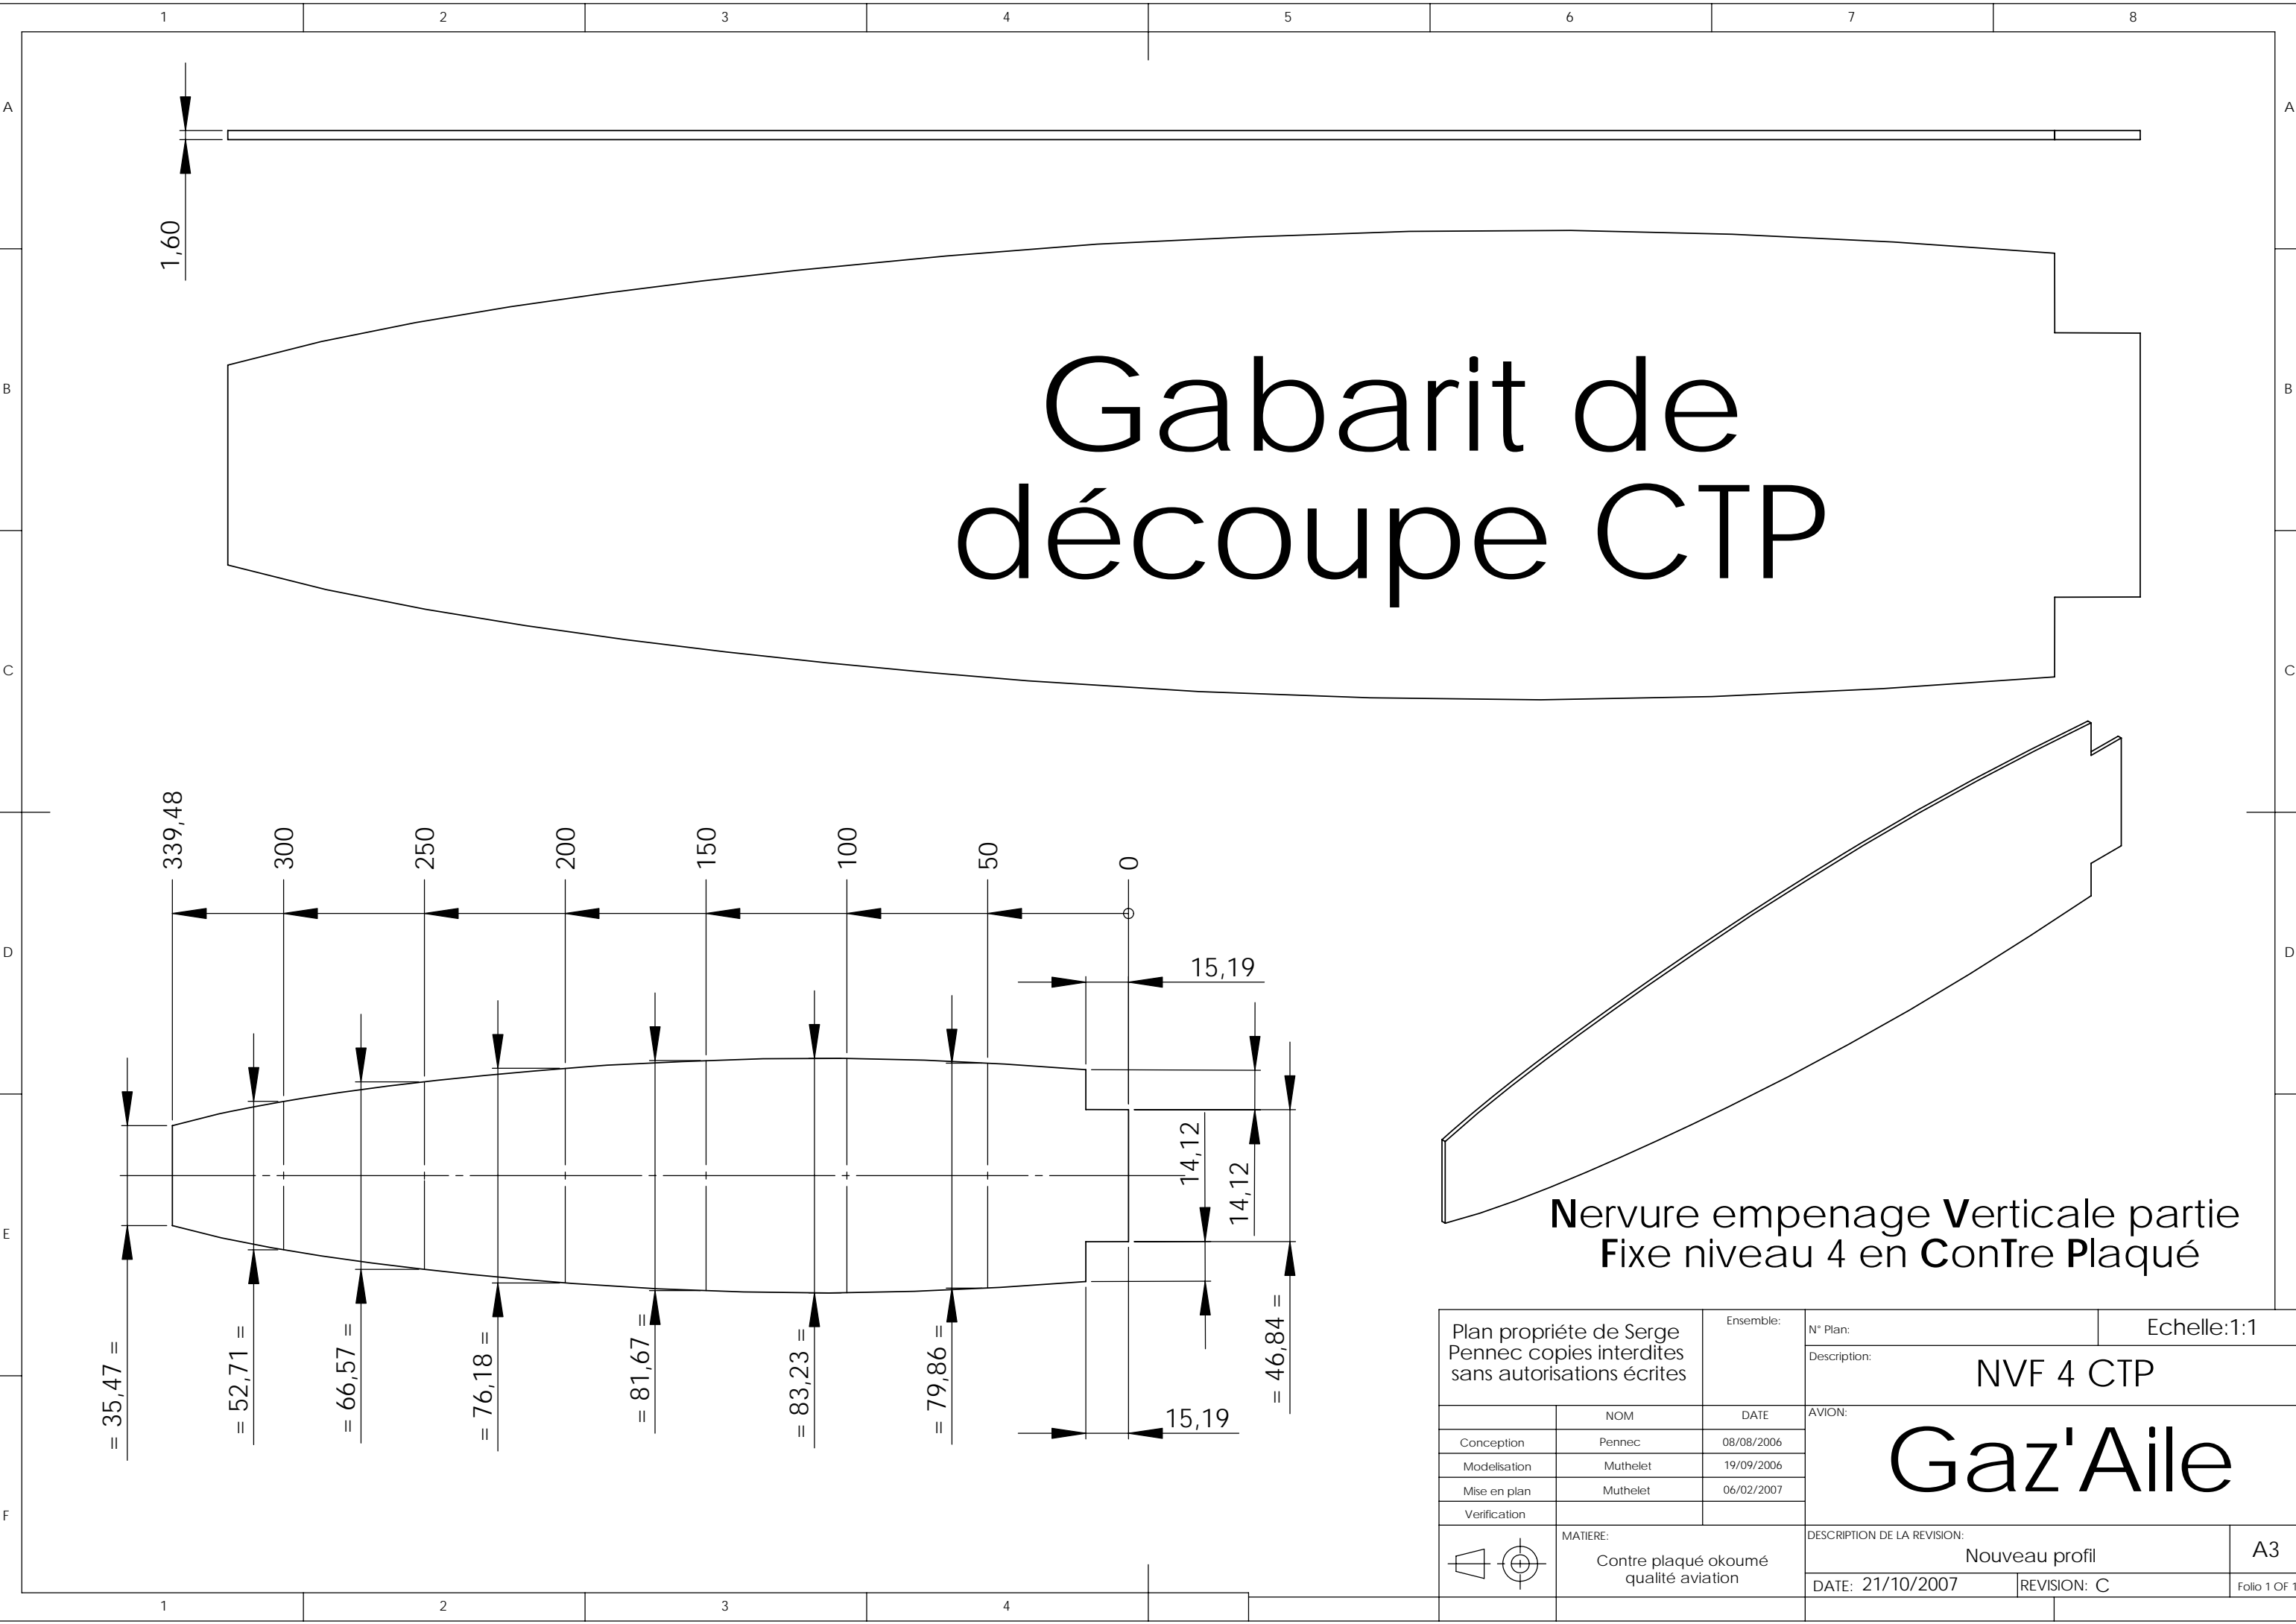 1 2 3 4 5 6 7 8
A A
1,60
B B
Gabarit de
découpe CTP
C C
339,48 300 250 200 150 100 50 0
D D
15,19
14,12
14,12
E
= 35,47 =
= 52,71 =
= 66,57 =
= 76,18 =
= 81,67 =
= 83,23 =
= 79,86 =
= 46,84 =
15,19
Nervure empenage Verticale partie
Fixe niveau 4 en ConTre Plaqué
F
Plan propriéte de Serge
Pennec copies interdites
sans autorisations écrites
Ensemble:
N° Plan:
Echelle:1:1
Description:
NVF 4 CTP
NOM DATE
Conception Pennec 08/08/2006
Modelisation Muthelet 19/09/2006
Mise en plan Muthelet 06/02/2007
Verification
AVION:
Gaz'Aile
MATIERE:
Contre plaqué okoumé
qualité aviation
DESCRIPTION DE LA REVISION:
Nouveau profil
A3
DATE: 21/10/2007
REVISION: C
Folio 1 OF 1
1 2 3 4